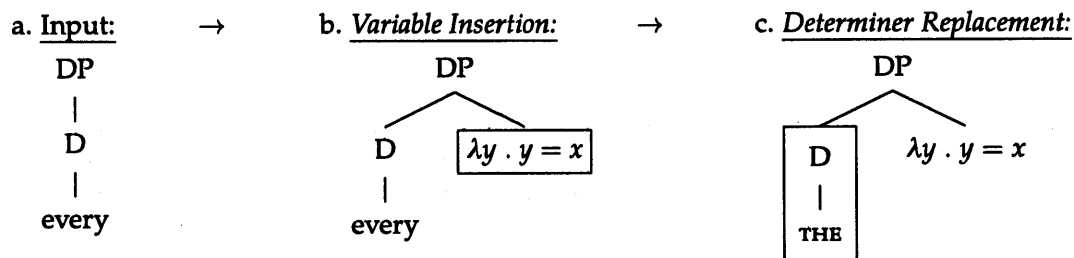 a. Input: → b. Variable Insertion: → c. Determiner Replacement:
DP DP DP
D D λy . y = x D λy . y = x
every every THE